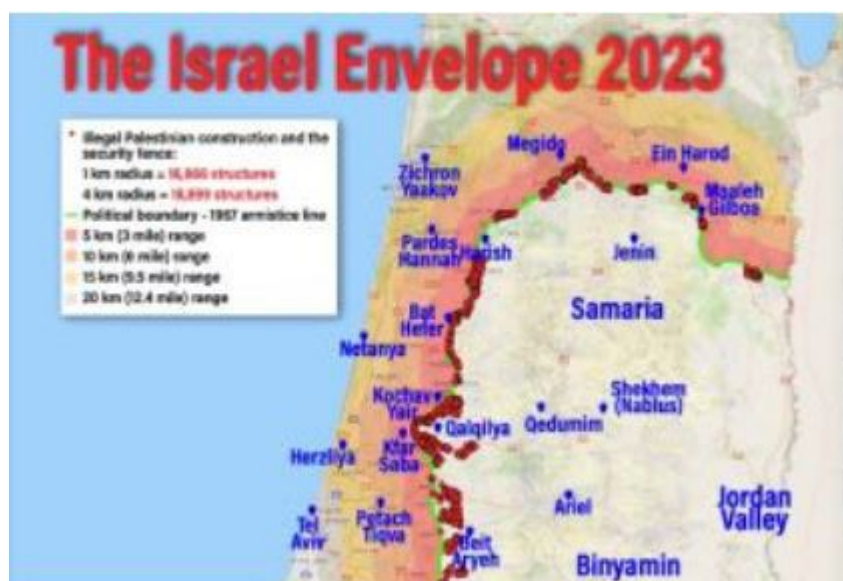 The Israel Envelope 2023
* Illegal Palestinian construction and the
security fence:
1 km radius = structures
4 km radius = structures
Political boundary - 1967 armistice line
5 km (3 mile) range
10 km (6 mile) range
15 km (9.5 mile) range
20 km (12.4 mile) range
Megido
Ein Harod
Zichron
Yaakov
Maaleh
Gilboa
Pardes
Hannah
Harish
Jenin
Bat
Hefer
Samaria
Netanya
Kochav
Yair
Shekhem
(Nablus)
Qalqilya
Qedumim
Herzliya
Kfar
Saba
Tel
Aviv
Petach
Tiqva
Ariel
Jordan
Valley
Beit
Aryeh
Binyamin